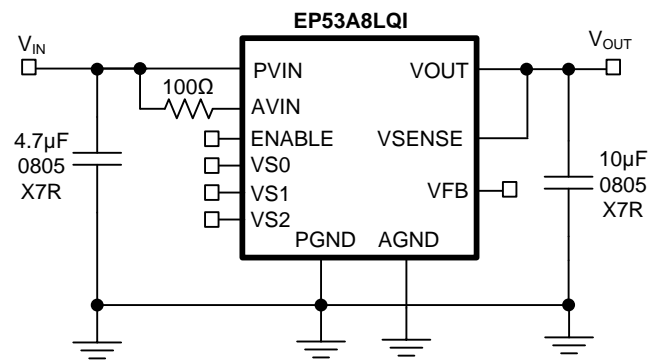 EP53A8LQI
VIN
VOUT
PVIN
VOUT
100Ω
AVIN
4.7µF
0805
X7R
ENABLE
VSENSE
VS0
10µF
0805
X7R
VS1
VFB
VS2
PGND
AGND